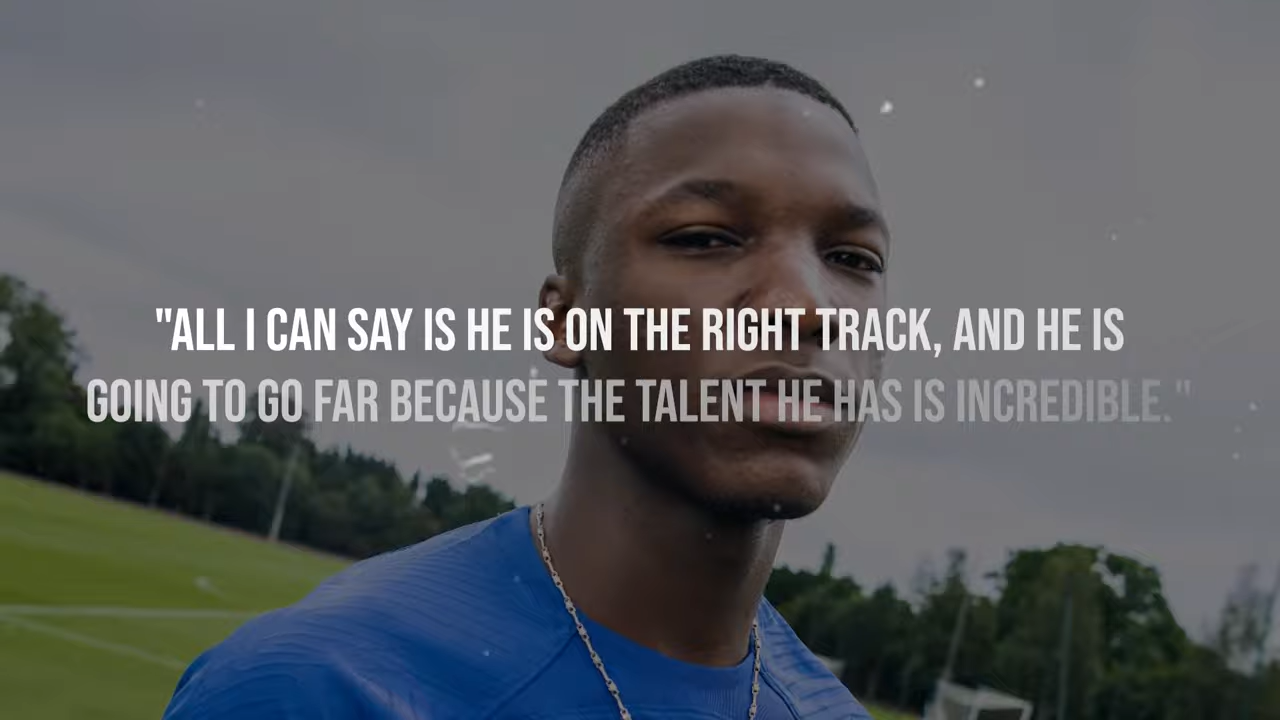 "ALL I CAN SAY IS HE IS ON THE RIGHT TRACK, AND HE IS
GOING TO GO FAR BECAUSE THE TALENT HE HAS IS INCREDIBLE."